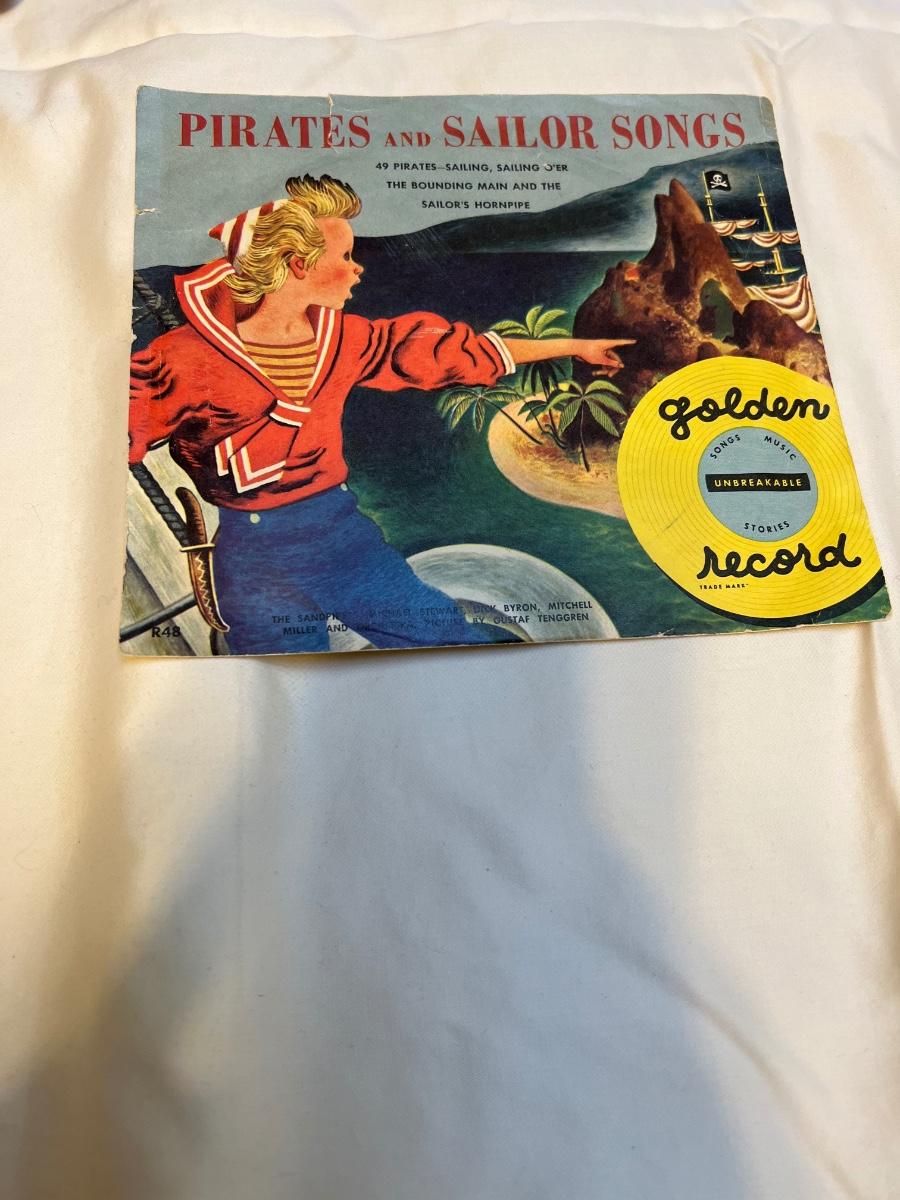 PIRATES AND SAILOR SONGS
49 PIRATES—SAILING, SAILING O'ER
THE BOUNDING MAIN AND THE
SAILOR'S HORNPIPE
golden
SONGS MUSIC
UNBREAKABLE
STORIES
record
TRADE MARK
THE MICHAEL STEWART, DICK BYRON, MITCHELL
MILLER AND PICTURE BY GUSTAF TENGGREN
R48